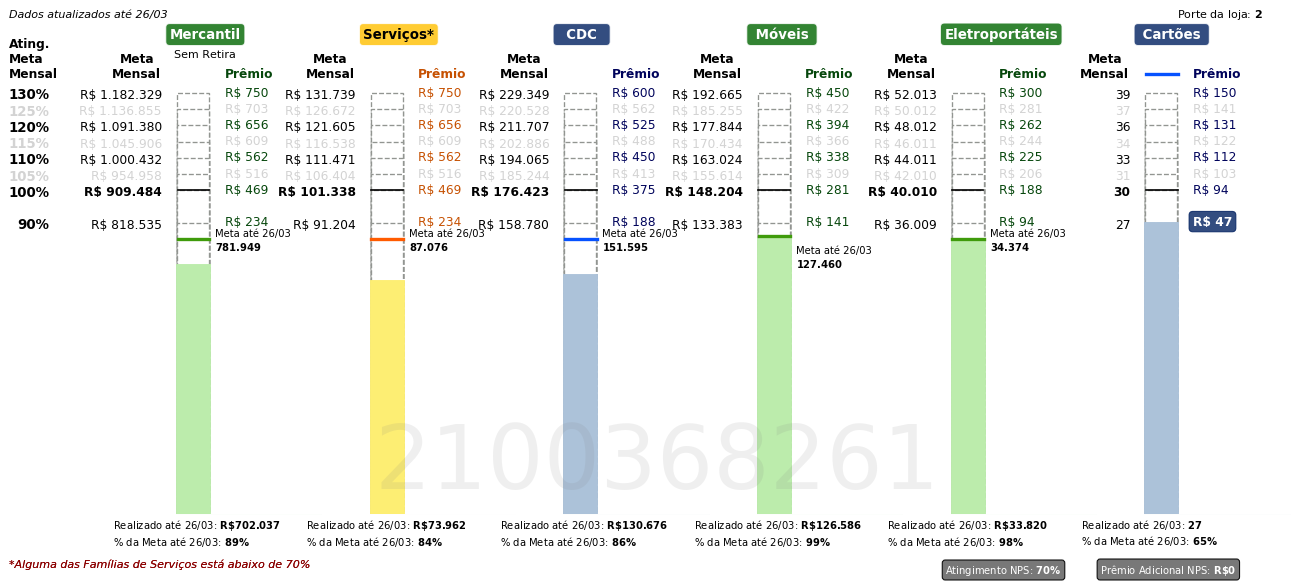 Dados atualizados até 26/03
Porte da loja: 2
Mercantil Serviços* CDC Móveis Eletroportáteis Cartões
Sem Retira
Ating. Meta Mensal
Meta Mensal Prêmio Meta Mensal Prêmio Meta Mensal Prêmio Meta Mensal Prêmio Meta Mensal Prêmio Meta Mensal Prêmio
130% R$ 1.182.329 R$ 750 R$ 131.739 R$ 750 R$ 229.349 R$ 600 R$ 192.665 R$ 450 R$ 52.013 R$ 300 39 R$ 150
125% R$ 1.136.855 R$ 703 R$ 126.672 R$ 703 R$ 220.528 R$ 562 R$ 185.255 R$ 422 R$ 50.012 R$ 281 37 R$ 141
120% R$ 1.091.380 R$ 656 R$ 121.605 R$ 656 R$ 211.707 R$ 525 R$ 177.844 R$ 394 R$ 48.012 R$ 262 36 R$ 131
115% R$ 1.045.906 R$ 609 R$ 116.538 R$ 609 R$ 202.886 R$ 488 R$ 170.434 R$ 366 R$ 46.011 R$ 244 34 R$ 122
110% R$ 1.000.432 R$ 562 R$ 111.471 R$ 562 R$ 194.065 R$ 450 R$ 163.024 R$ 338 R$ 44.011 R$ 225 33 R$ 112
105% R$ 954.958 R$ 516 R$ 106.404 R$ 516 R$ 185.244 R$ 413 R$ 155.614 R$ 309 R$ 42.010 R$ 206 31 R$ 103
100% R$ 909.484 R$ 469 R$ 101.338 R$ 469 R$ 176.423 R$ 375 R$ 148.204 R$ 281 R$ 40.010 R$ 188 30 R$ 94
90% R$ 818.535 R$ 234 R$ 91.204 R$ 234 R$ 158.780 R$ 188 R$ 133.383 R$ 141 R$ 36.009 R$ 94 27 R$ 47
Meta até 26/03 Meta até 26/03 Meta até 26/03 Meta até 26/03 Meta até 26/03
781.949 87.076 151.595 127.460 34.374
2100368261
Realizado até 26/03: R$702.037 Realizado até 26/03: R$73.962 Realizado até 26/03: R$130.676 Realizado até 26/03: R$126.586 Realizado até 26/03: R$33.820 Realizado até 26/03: 27
% da Meta até 26/03: 89% % da Meta até 26/03: 84% % da Meta até 26/03: 86% % da Meta até 26/03: 99% % da Meta até 26/03: 98% % da Meta até 26/03: 65%
*Alguma das Famílias de Serviços está abaixo de 70%
Atingimento NPS: 70% Prêmio Adicional NPS: R$0